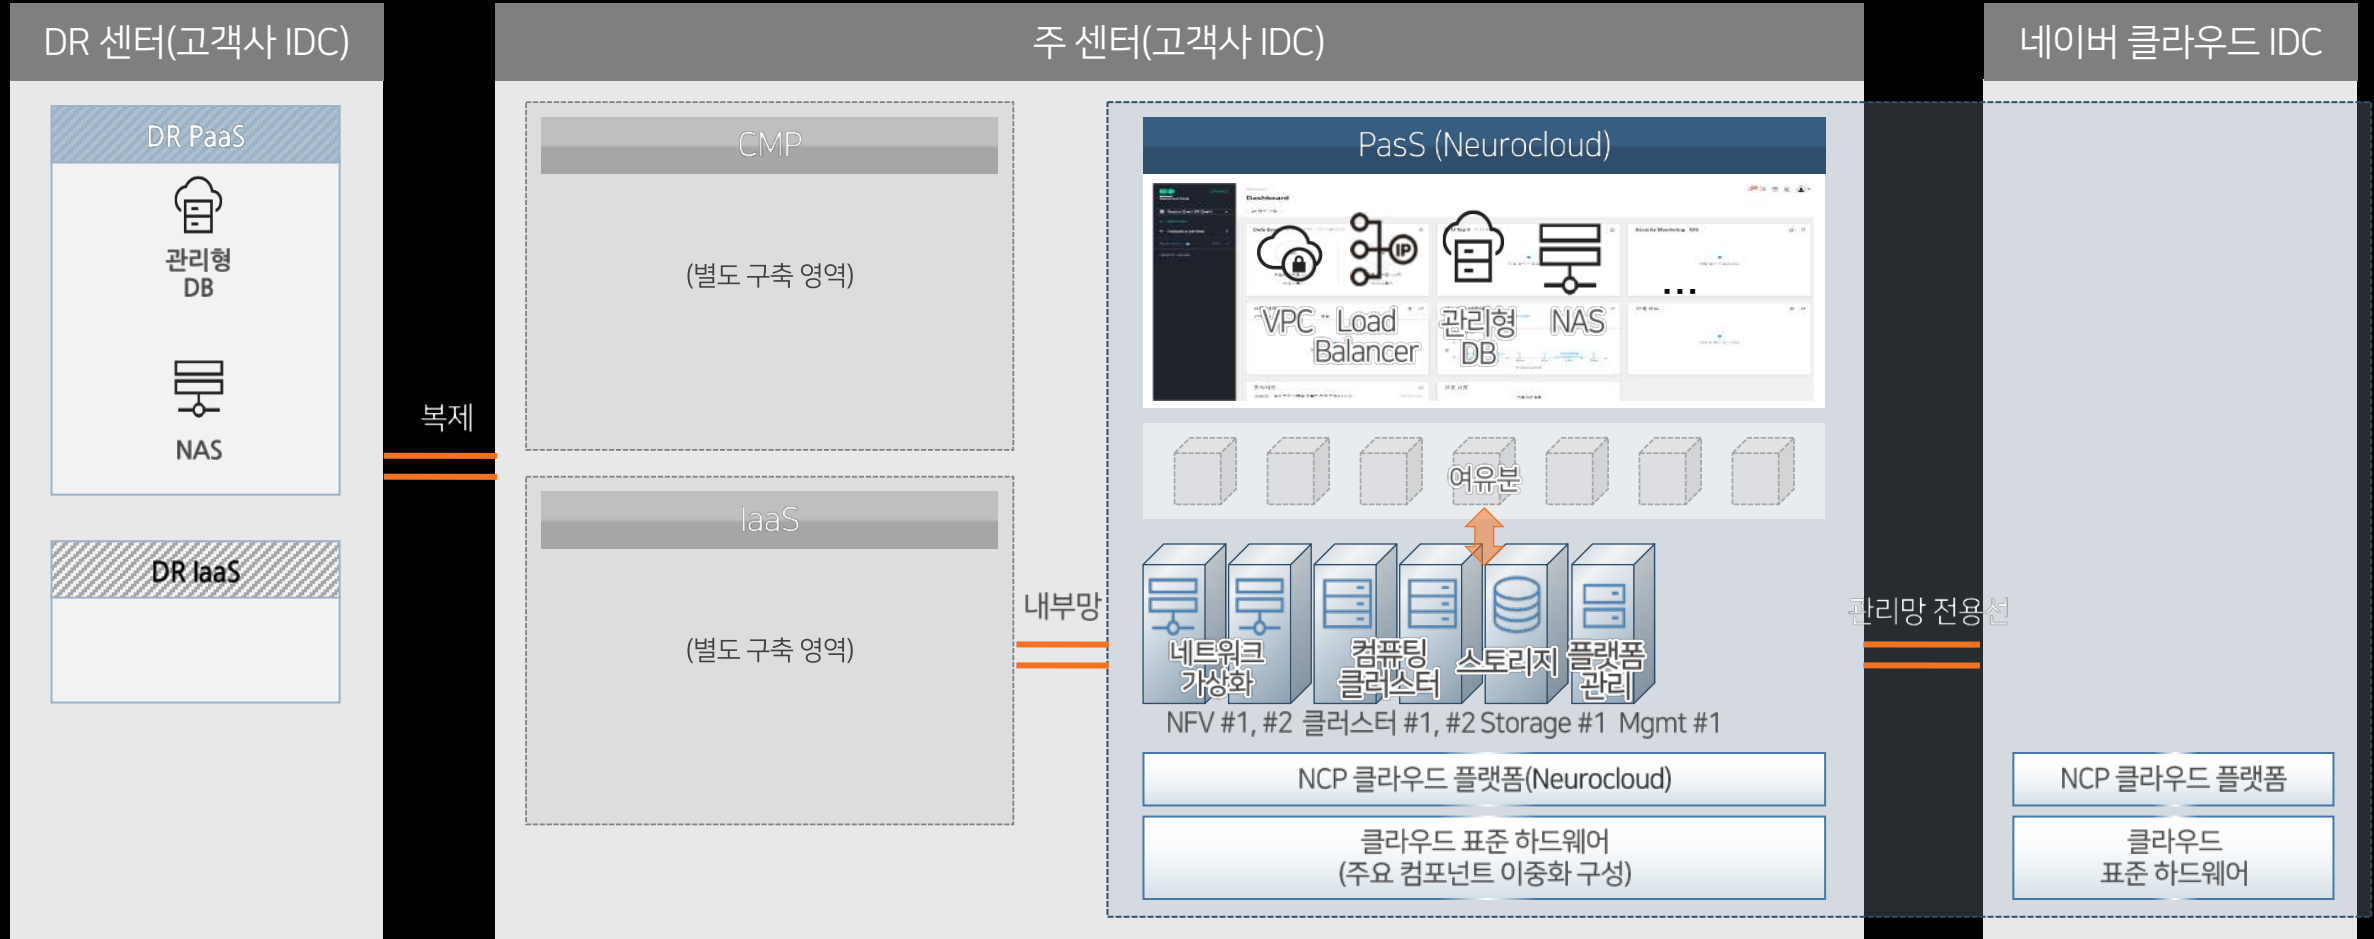 DR 센터(고객사 IDC)
DR PaaS
관리형
DB
NAS
DR IaaS
복제
주 센터(고객사 IDC)
CMP
(별도 구축 영역)
IaaS
(별도 구축 영역)
내부망
PasS (Neurocloud)
Dashboard
VPC
Load
Balancer
관리형
DB
NAS
...
여유분
네트워크
가상화
컴퓨팅
클러스터
스토리지
플랫폼
관리
NFV #1, #2 클러스터 #1, #2 Storage #1 Mgmt #1
NCP 클라우드 플랫폼(Neurocloud)
클라우드 표준 하드웨어
(주요 컴포넌트 이중화 구성)
관리망 전용선
네이버 클라우드 IDC
NCP 클라우드 플랫폼
클라우드
표준 하드웨어